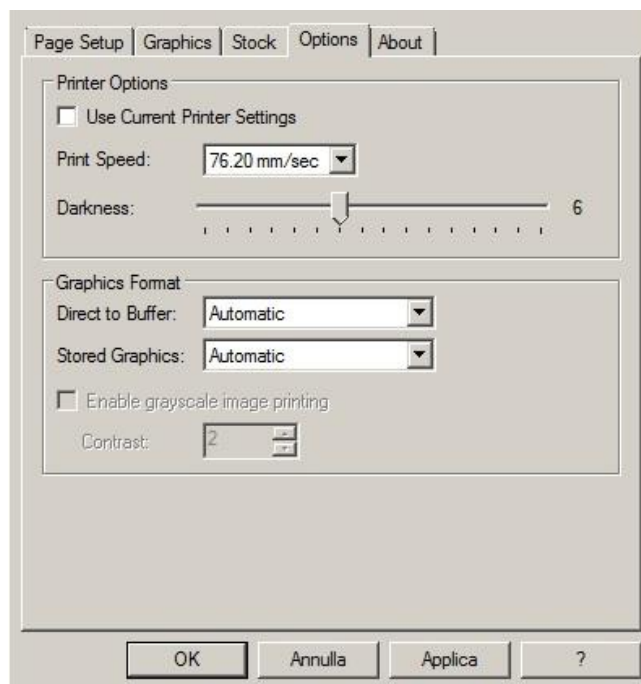 Page Setup Graphics Stock Options About
Printer Options
Use Current Printer Settings
Print Speed: 76.20 mm/sec
Darkness: 6
Graphics Format
Direct to Buffer: Automatic
Stored Graphics: Automatic
Enable grayscale image printing
Contrast: 2
OK Annulla Applica ?